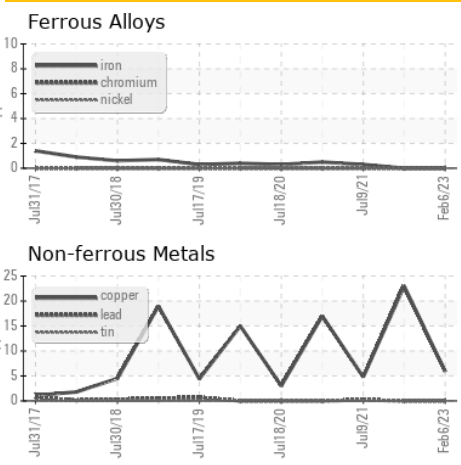 Ferrous Alloys
10
8
6
4
2
0
iron
chromium
nickel
Jul31/17
Jul30/18
Jul17/19
Jul18/20
Jul9/21
Feb6/23
Non-ferrous Metals
25
20
15
10
5
0
copper
lead
tin
Jul31/17
Jul30/18
Jul17/19
Jul18/20
Jul9/21
Feb6/23